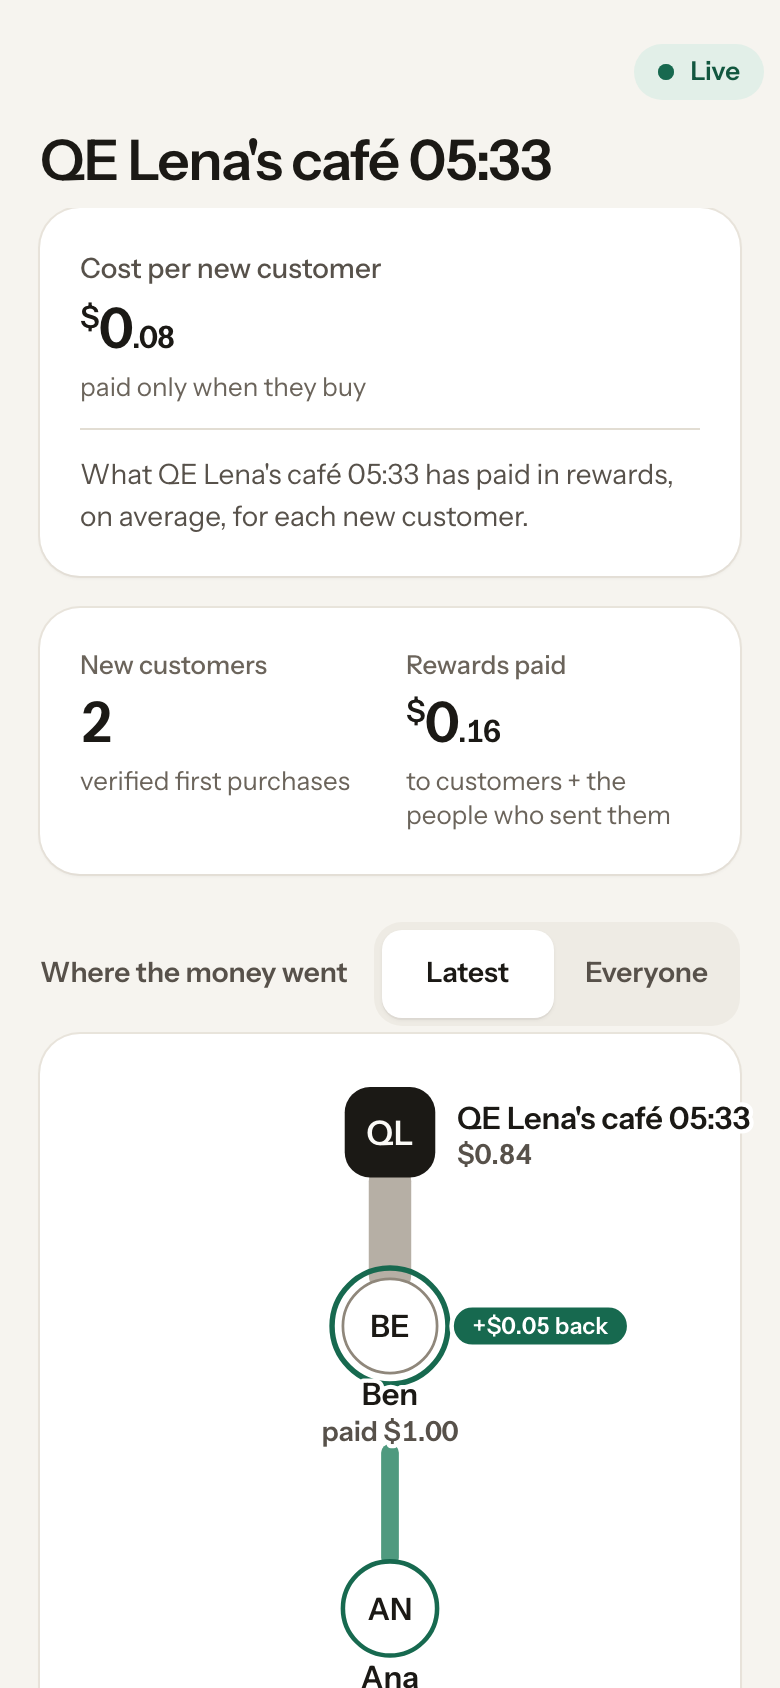 Live
QE Lena's café 05:33
Cost per new customer
$0.08
paid only when they buy
What QE Lena's café 05:33 has paid in rewards,
on average, for each new customer.
New customers
2
verified first purchases
Rewards paid
$0.16
to customers + the
people who sent them
Where the money went
Latest
Everyone
QL
QE Lena's café 05:33
$0.84
BE
+$0.05 back
Ben
paid $1.00
AN
Ana